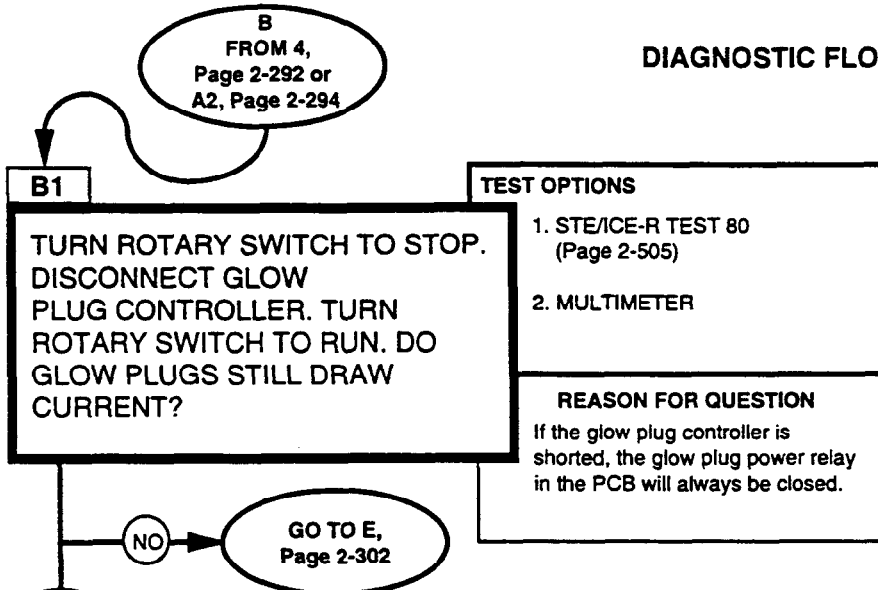 B
FROM 4,
Page 2-292 or
A2, Page 2-294
DIAGNOSTIC FLO
B1
TURN ROTARY SWITCH TO STOP.
DISCONNECT GLOW
PLUG CONTROLLER. TURN
ROTARY SWITCH TO RUN. DO
GLOW PLUGS STILL DRAW
CURRENT?
TEST OPTIONS
1. STE/ICE-R TEST 80
(Page 2-505)
2. MULTIMETER
REASON FOR QUESTION
If the glow plug controller is
shorted, the glow plug power relay
in the PCB will always be closed.
NO
GO TO E,
Page 2-302